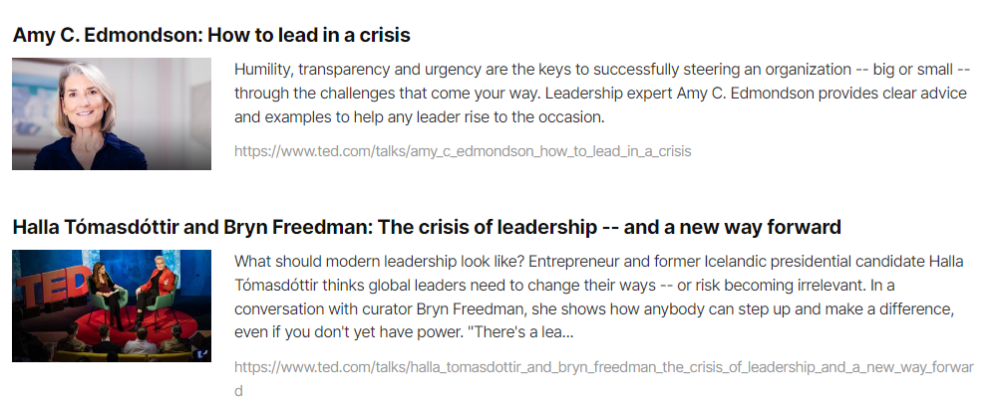 Amy C. Edmondson: How to lead in a crisis
Humility, transparency and urgency are the keys to successfully steering an organization -- big or small --
through the challenges that come your way. Leadership expert Amy C. Edmondson provides clear advice
and examples to help any leader rise to the occasion.
https://www.ted.com/talks/amy_c_edmondson_how_to_lead_in_a_crisis
Halla Tómasdóttir and Bryn Freedman: The crisis of leadership -- and a new way forward
TED
What should modern leadership look like? Entrepreneur and former Icelandic presidential candidate Halla
Tómasdóttir thinks global leaders need to change their ways -- or risk becoming irrelevant. In a
conversation with curator Bryn Freedman, she shows how anybody can step up and make a difference,
even if you don't yet have power. "There's a lea...
https://www.ted.com/talks/halla_tomasdottir_and_bryn_freedman_the_crisis_of_leadership_and_a_new_way_forwar
d